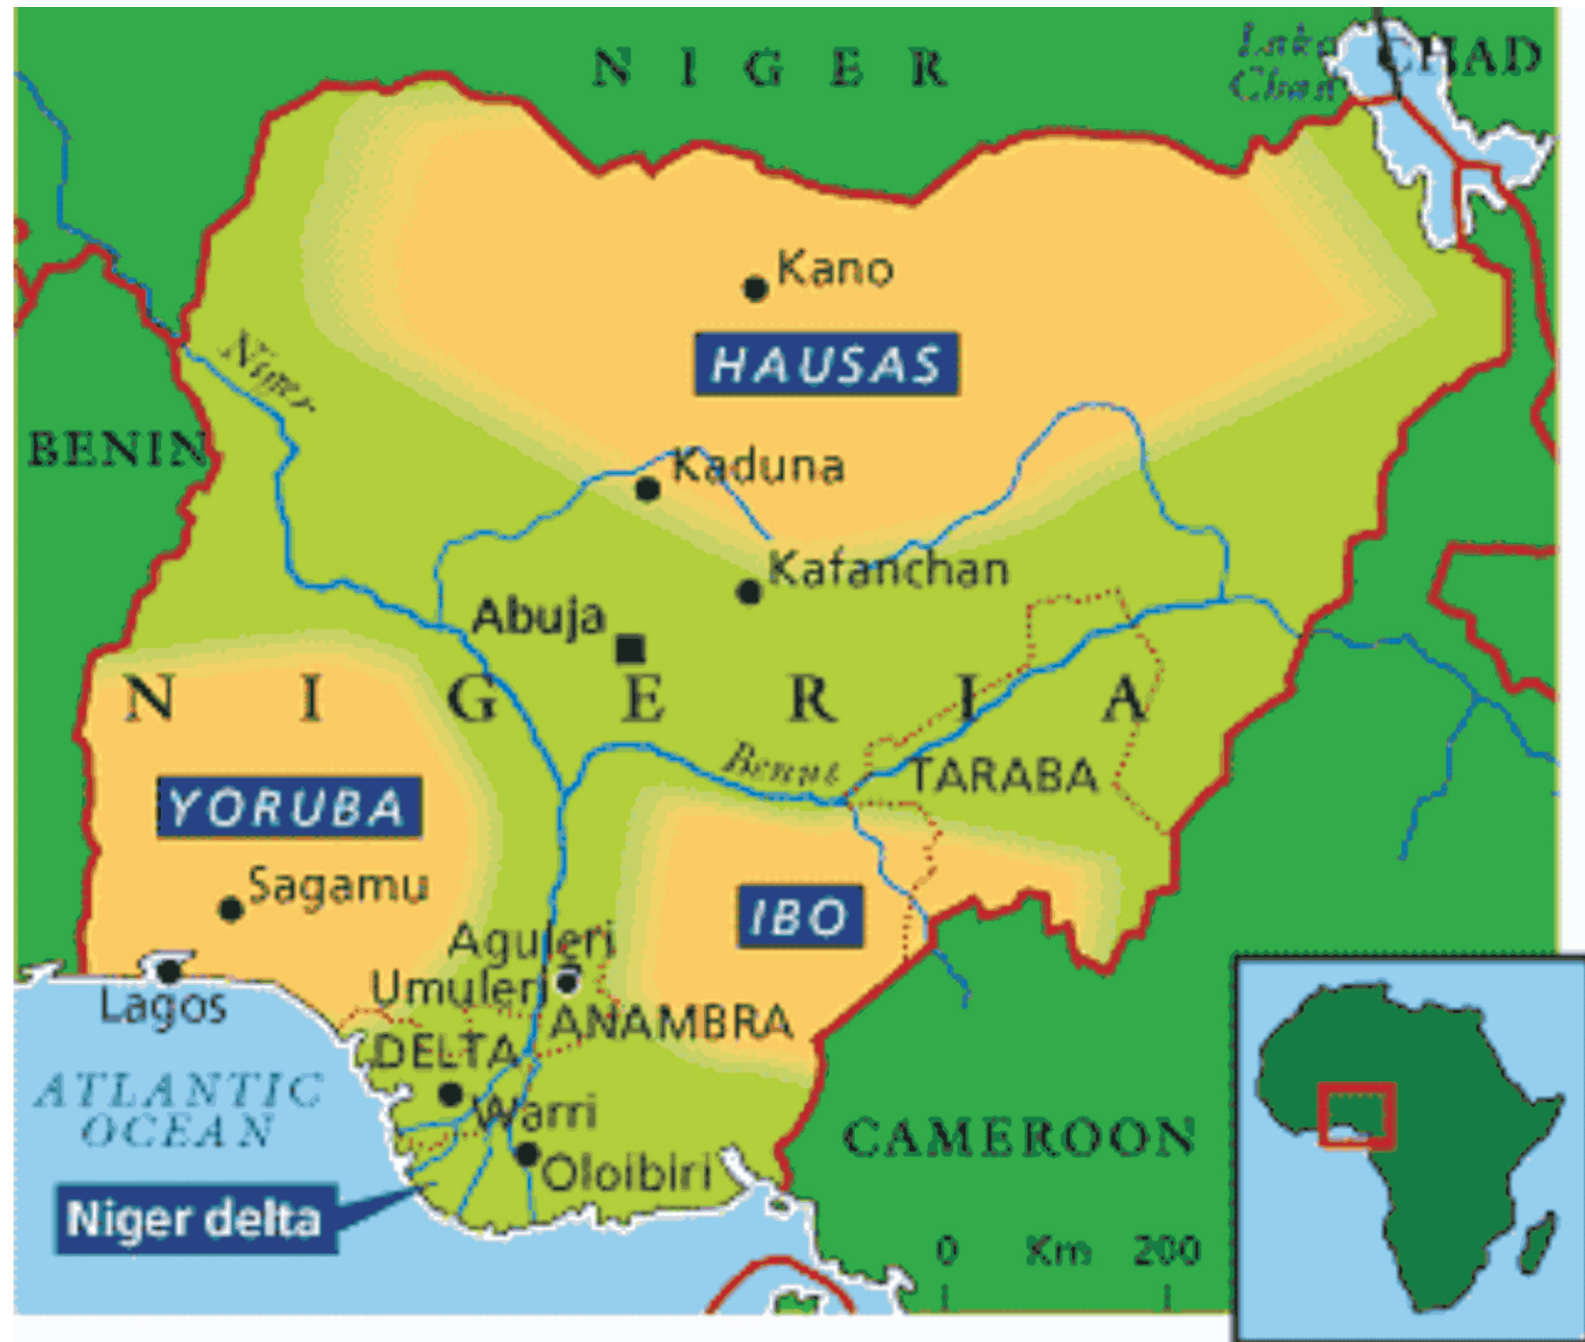 NIGER
Lake
Chad
CHAD
Kano
HAUSAS
Niger
BENIN
Kaduna
Kafanchan
Abuja
NIGERIA
Benue
TARABA
YORUBA
Sagamu
IBO
Aguleri
Umuleri
Lagos
ANAMBRA
DELTA
ATLANTIC
OCEAN
Warri
CAMEROON
Oloibiri
Niger delta
0 Km 200